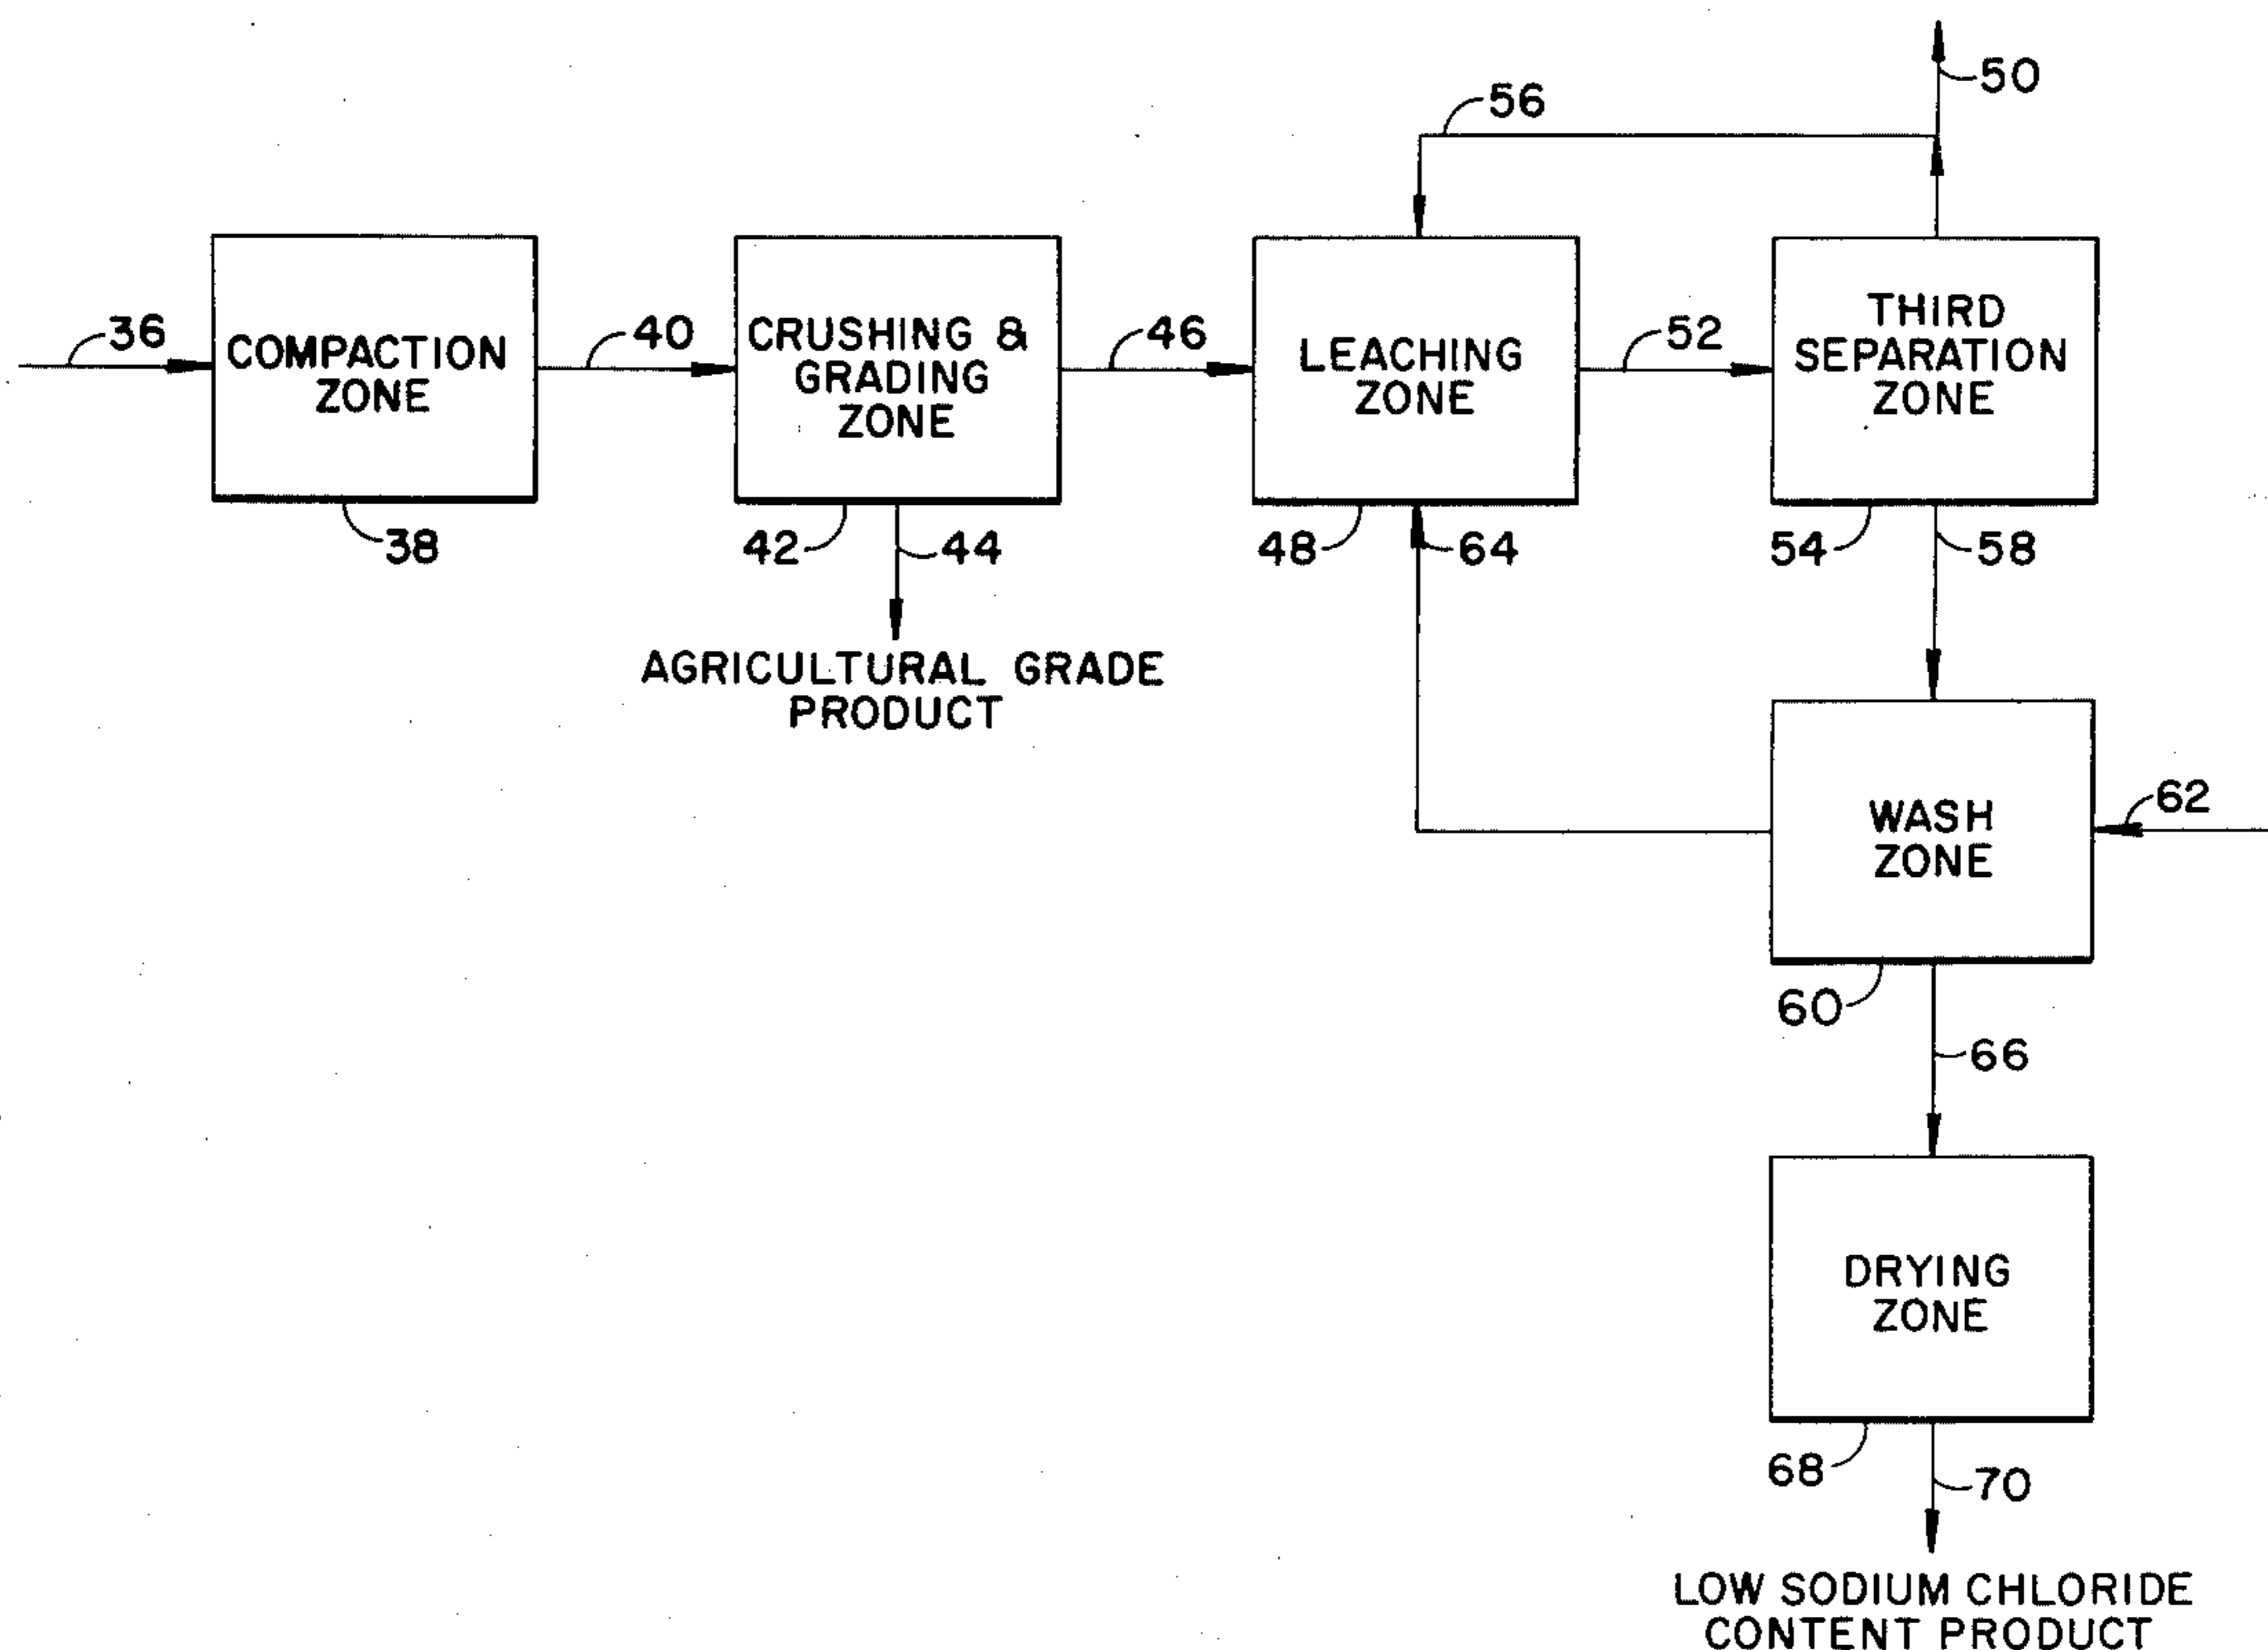 50
56
36
COMPACTION
ZONE
38
40
CRUSHING &
GRADING
ZONE
42
44
AGRICULTURAL GRADE
PRODUCT
46
LEACHING
ZONE
48
64
52
THIRD
SEPARATION
ZONE
54
58
WASH
ZONE
62
60
66
DRYING
ZONE
68
70
LOW SODIUM CHLORIDE
CONTENT PRODUCT